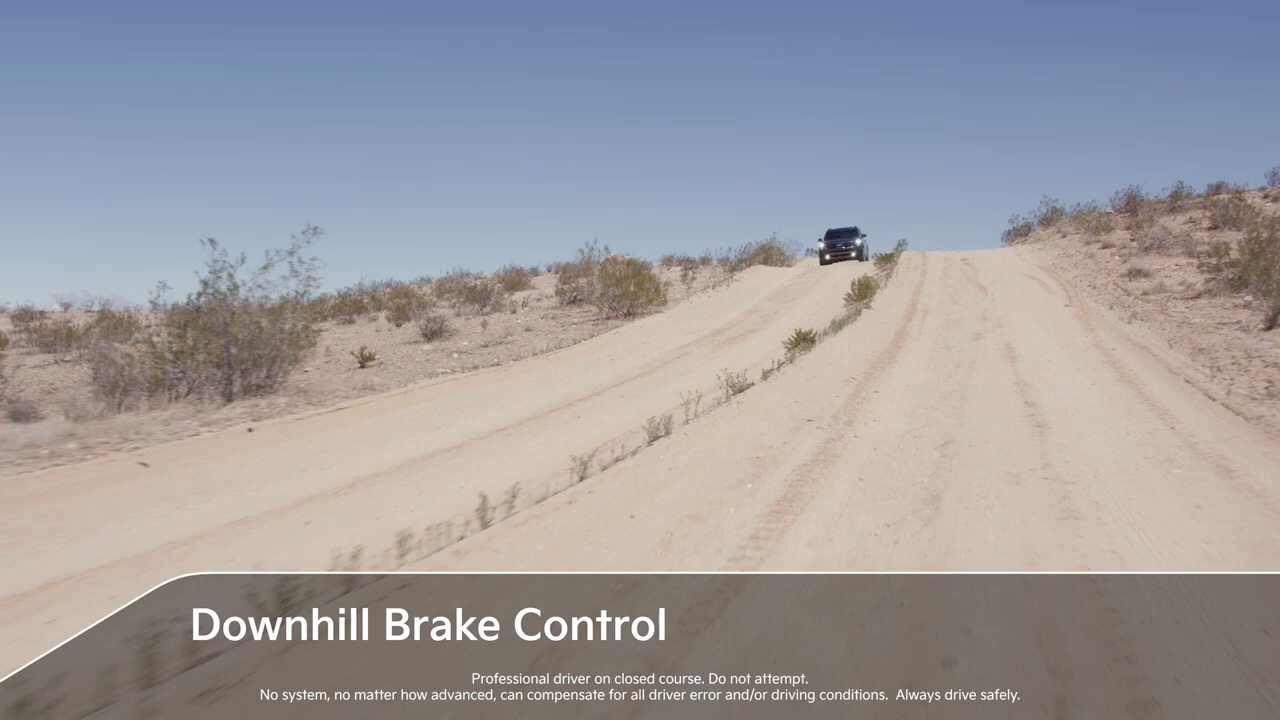 Downhill Brake Control
Professional driver on closed course. Do not attempt.
No system, no matter how advanced, can compensate for all driver error and/or driving conditions.  Always drive safely.